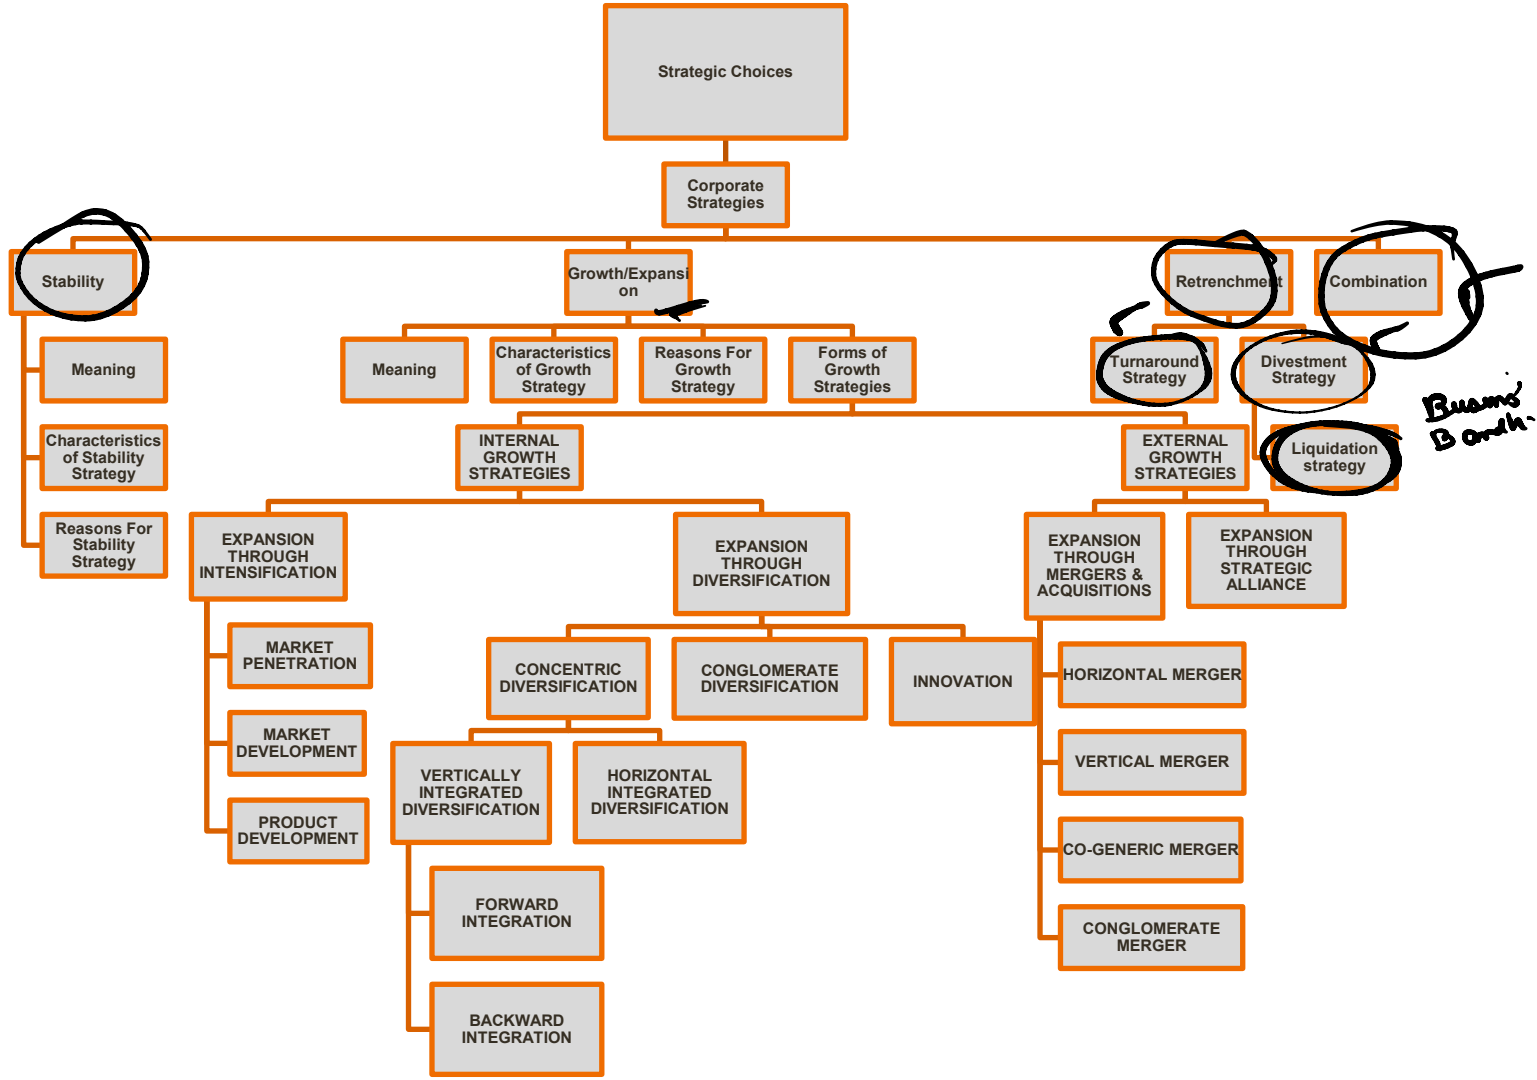 Strategic Choices
Corporate
Strategies
Stability
Growth/Expansi
on
Retrenchment
Combination
Meaning
Characteristics
of Stability
Strategy
Reasons For
Stability
Strategy
Meaning
Characteristics
of Growth
Strategy
Reasons For
Growth
Strategy
Forms of
Growth
Strategies
Turnaround
Strategy
Divestment
Strategy
Liquidation
strategy
INTERNAL
GROWTH
STRATEGIES
EXTERNAL
GROWTH
STRATEGIES
EXPANSION
THROUGH
INTENSIFICATION
EXPANSION
THROUGH
DIVERSIFICATION
EXPANSION
THROUGH
MERGERS &
ACQUISITIONS
EXPANSION
THROUGH
STRATEGIC
ALLIANCE
MARKET
PENETRATION
MARKET
DEVELOPMENT
PRODUCT
DEVELOPMENT
CONCENTRIC
DIVERSIFICATION
CONGLOMERATE
DIVERSIFICATION
INNOVATION
VERTICALLY
INTEGRATED
DIVERSIFICATION
HORIZONTAL
INTEGRATED
DIVERSIFICATION
FORWARD
INTEGRATION
BACKWARD
INTEGRATION
HORIZONTAL MERGER
VERTICAL MERGER
CO-GENERIC MERGER
CONGLOMERATE
MERGER